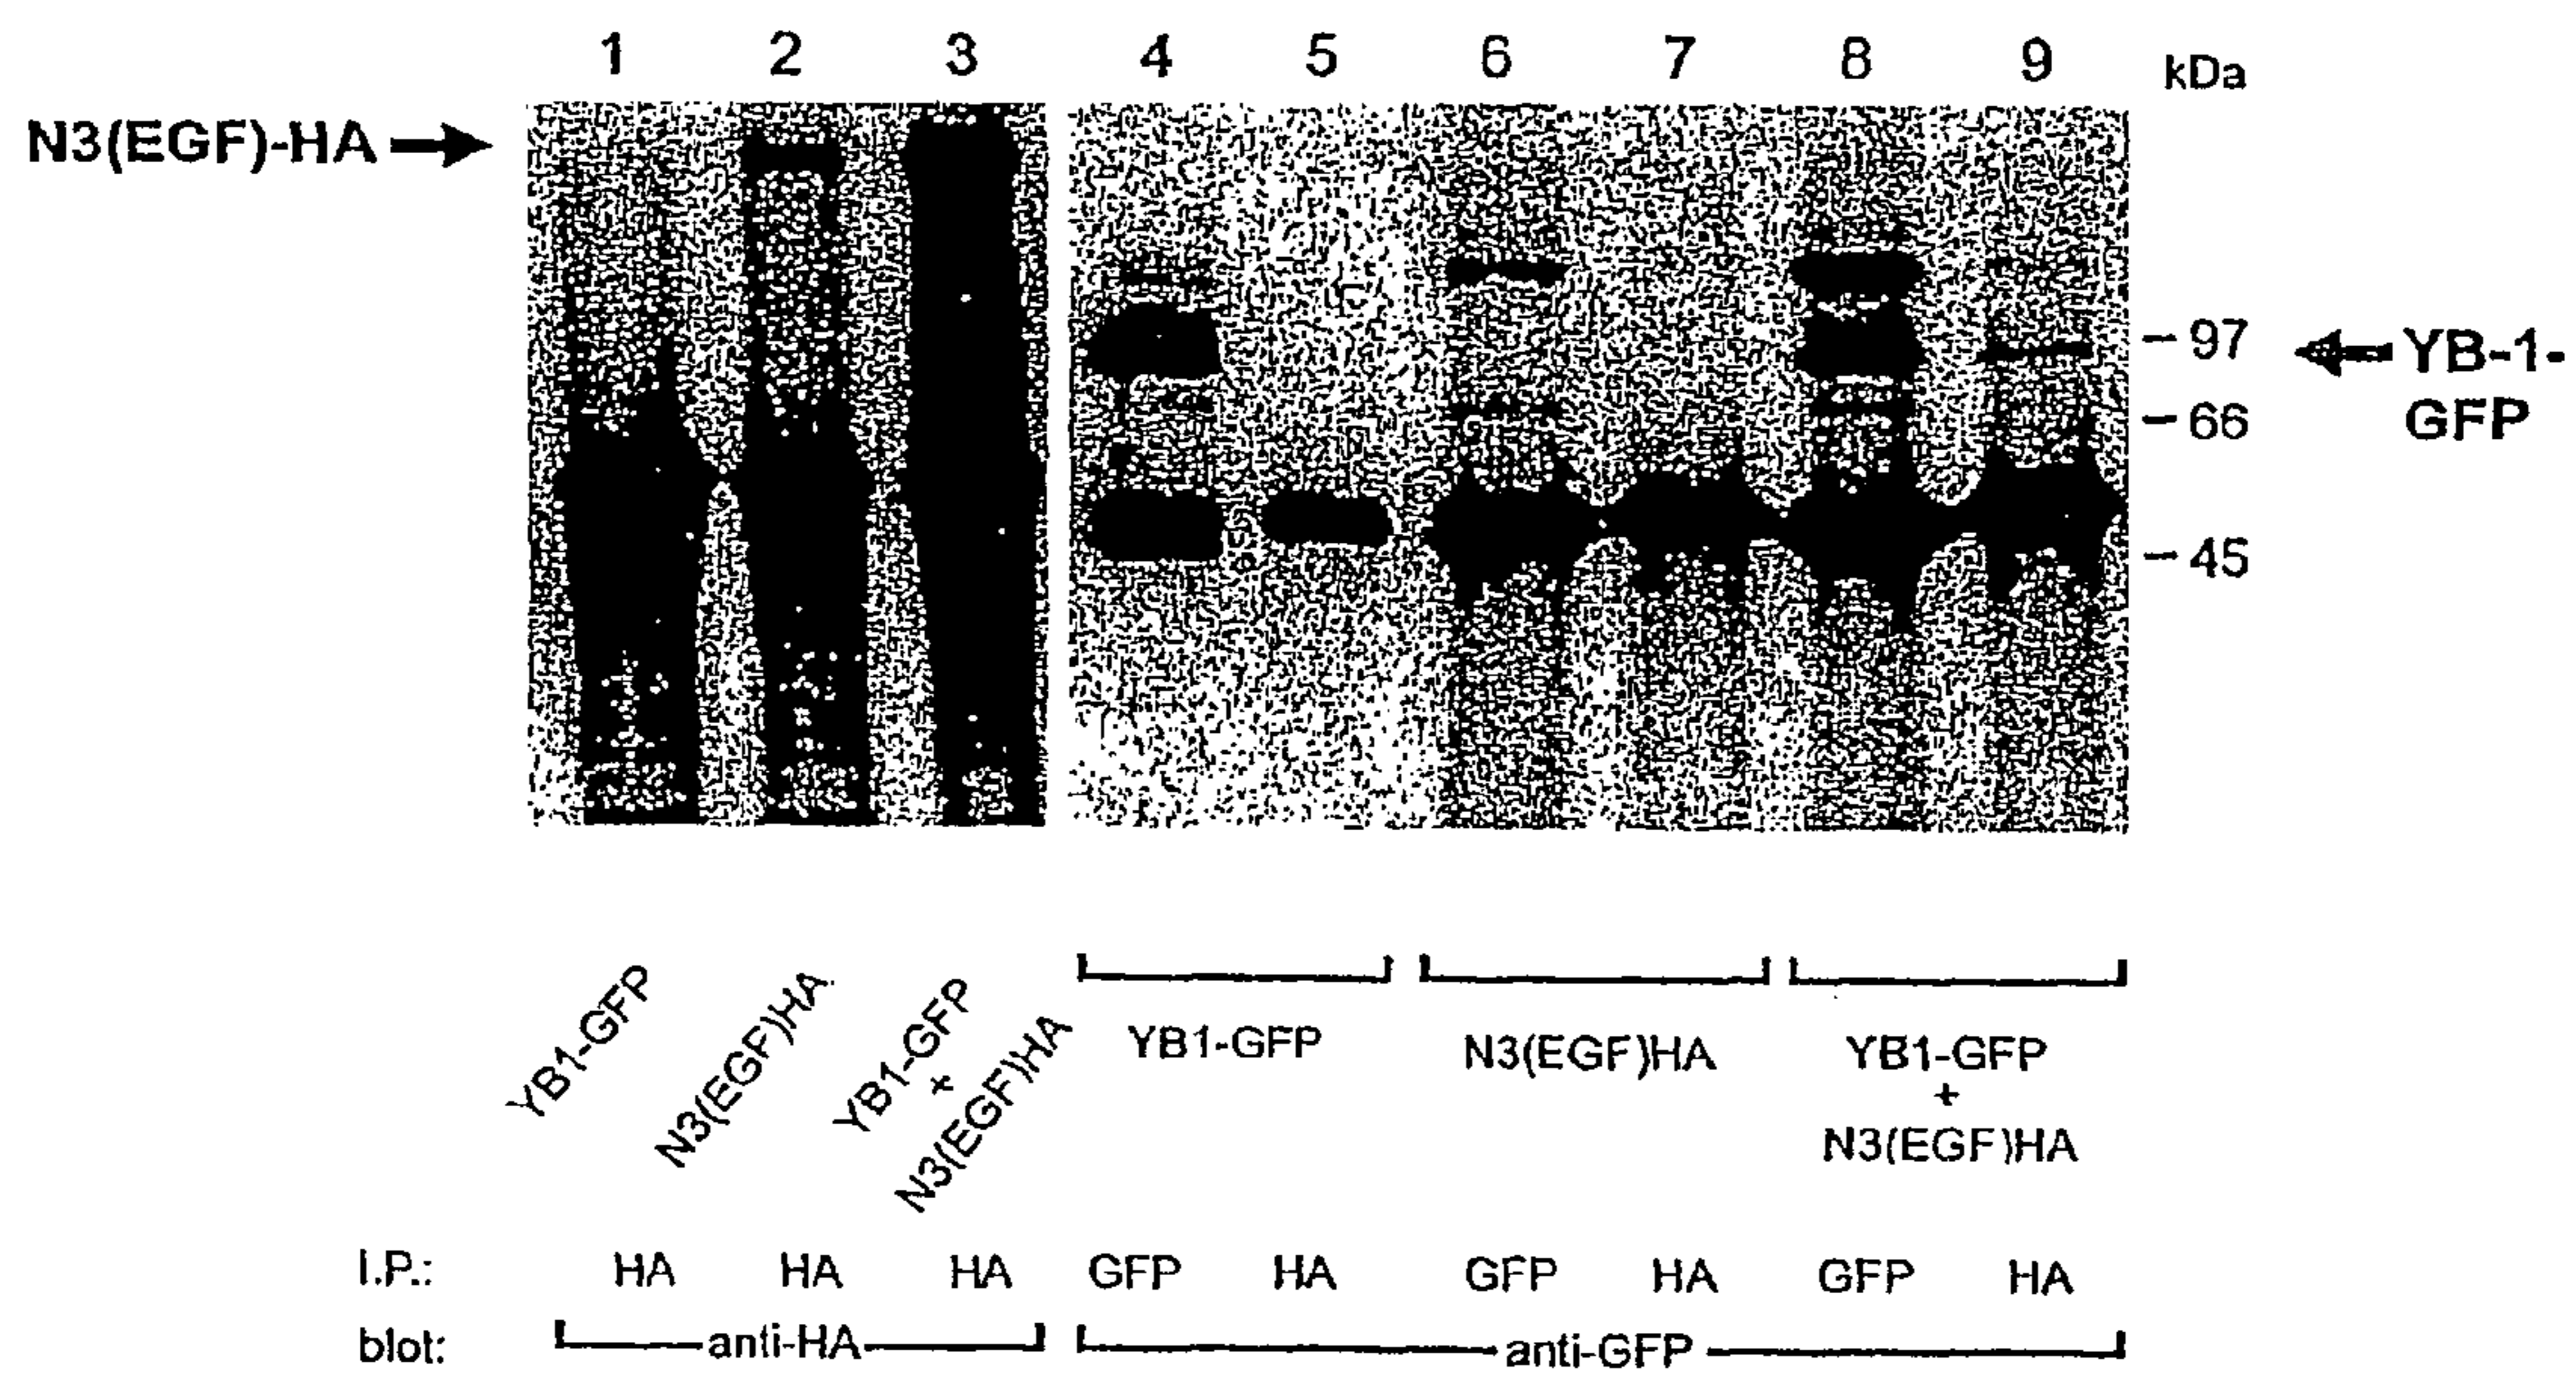 1 2 3 4 5 6 7 8 9 kDa
N3(EGF)-HA
97
YB-1-
GFP
66
45
YB1-GFP
N3(EGF)HA
YB1-GFP
+
N3(EGF)HA
YB1-GFP
N3(EGF)HA
YB1-GFP
+
N3(EGF)HA
I.P.: HA HA HA GFP HA GFP HA GFP HA
blot: anti-HA anti-GFP